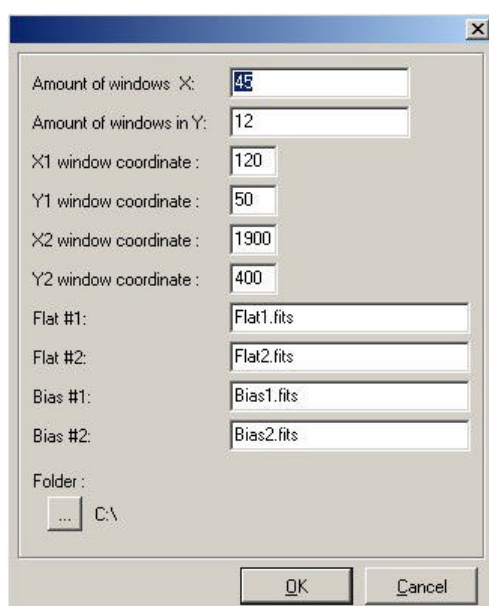 Amount of windows X: 45
Amount of windows in Y: 12
X1 window coordinate : 120
Y1 window coordinate : 50
X2 window coordinate : 1900
Y2 window coordinate : 400
Flat #1: Flat1.fits
Flat #2: Flat2.fits
Bias #1: Bias1.fits
Bias #2: Bias2.fits
Folder :
... C:\
OK Cancel